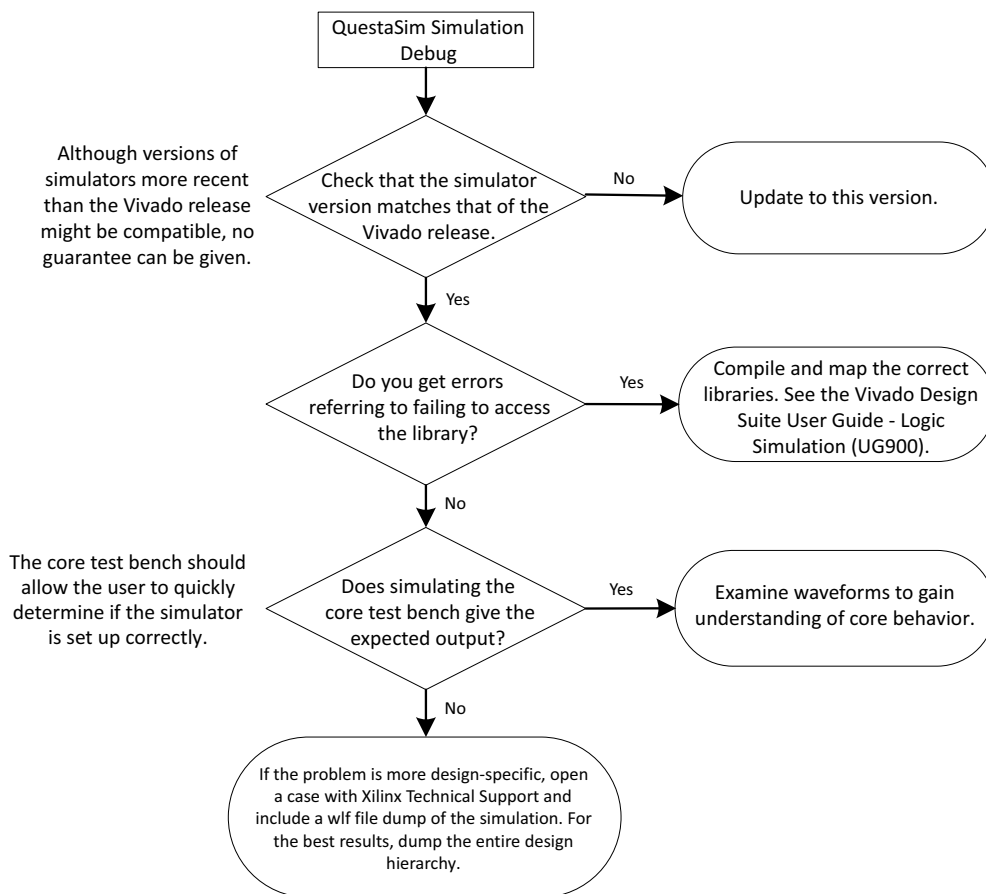 QuestaSim Simulation
Debug
Although versions of
simulators more recent
than the Vivado release
might be compatible, no
guarantee can be given.
Check that the simulator
version matches that of the
Vivado release.
No
Update to this version.
Yes
Do you get errors
referring to failing to access
the library?
Yes
Compile and map the correct
libraries. See the Vivado Design
Suite User Guide - Logic
Simulation (UG900).
No
The core test bench should
allow the user to quickly
determine if the simulator
is set up correctly.
Does simulating the
core test bench give the
expected output?
Yes
Examine waveforms to gain
understanding of core behavior.
No
If the problem is more design-specific, open
a case with Xilinx Technical Support and
include a wlf file dump of the simulation. For
the best results, dump the entire design
hierarchy.